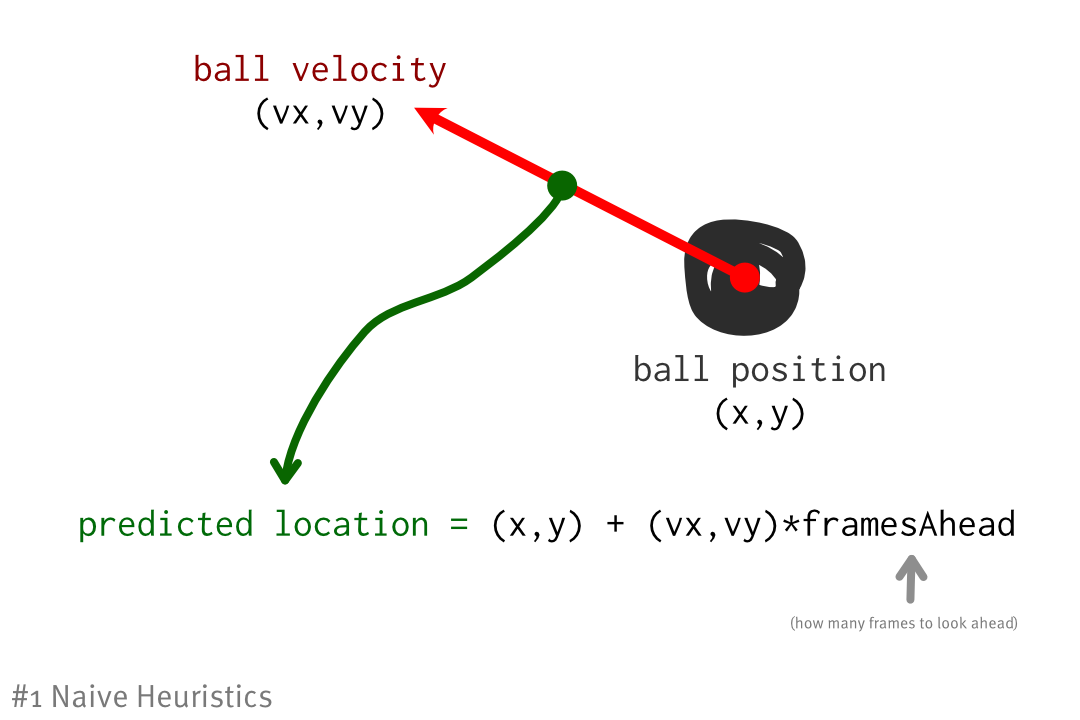 ball velocity
(vx,vy)
ball position
(x,y)
predicted location = (x,y) + (vx,vy)*framesAhead
(how many frames to look ahead)
#1 Naive Heuristics